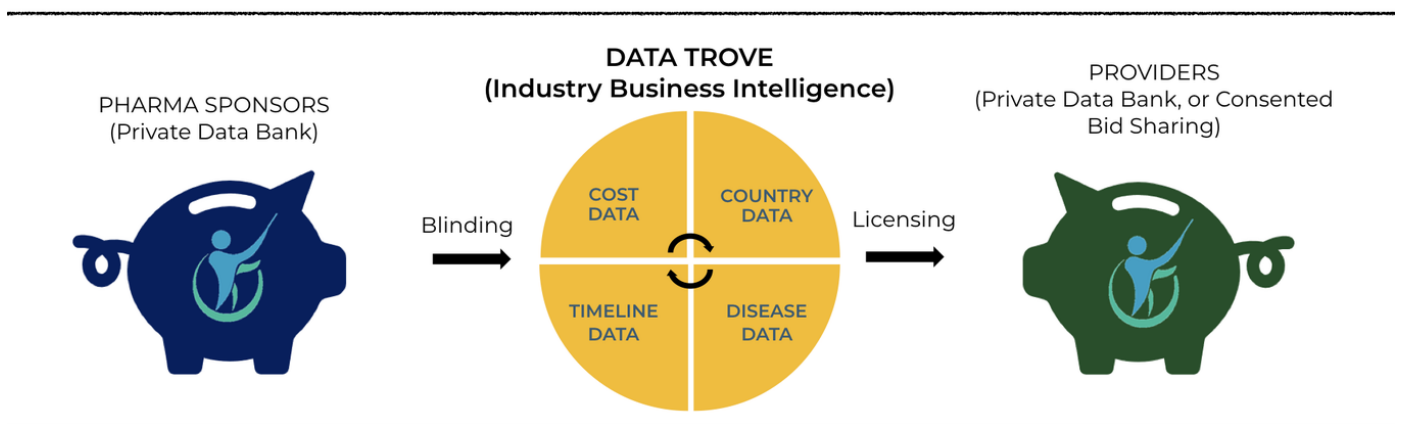 PHARMA SPONSORS
(Private Data Bank)
Blinding
DATA TROVE
(Industry Business Intelligence)
COST
DATA
COUNTRY
DATA
TIMELINE
DATA
DISEASE
DATA
Licensing
PROVIDERS
(Private Data Bank, or Consented
Bid Sharing)